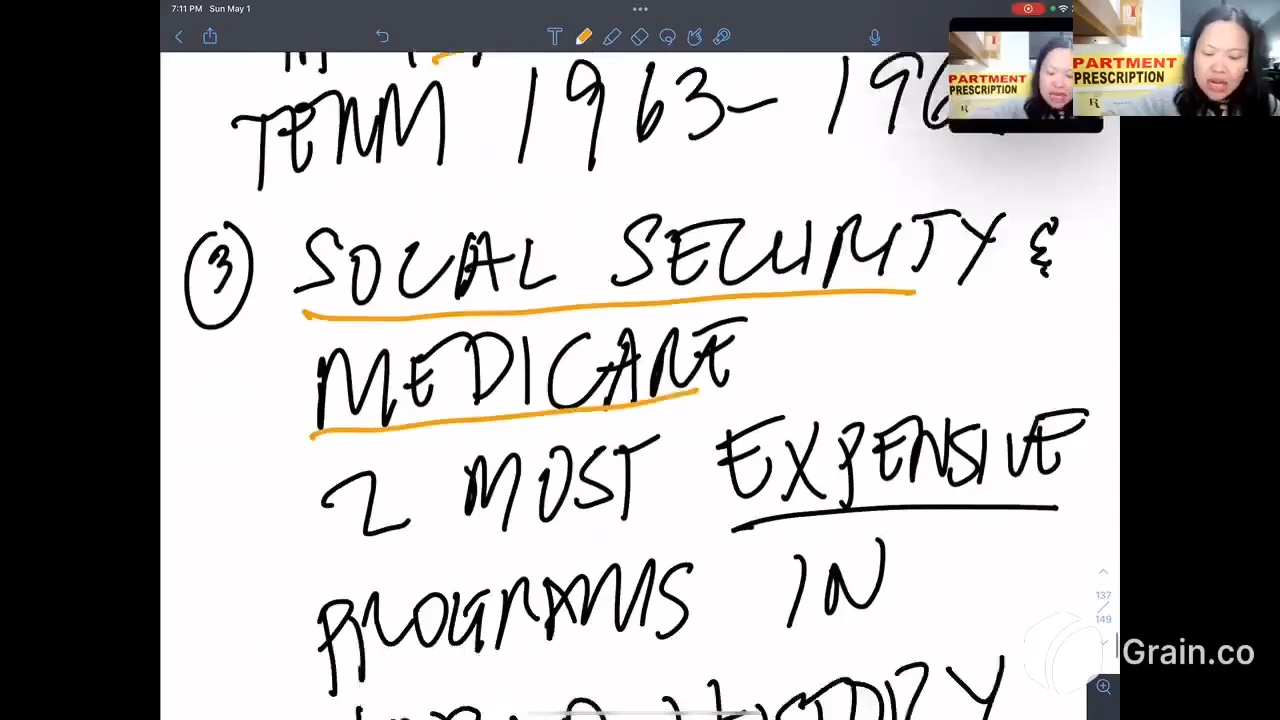 7:11 PM Sun May 1
PARTMENT
PRESCRIPTION
PARTMENT
PRESCRIPTION
TERM 1963-196
③ SOCIAL SECURITY &
MEDICARE
2 MOST EXPENSIVE
PROGRAMS IN
HISTORY
137
149
Grain.co